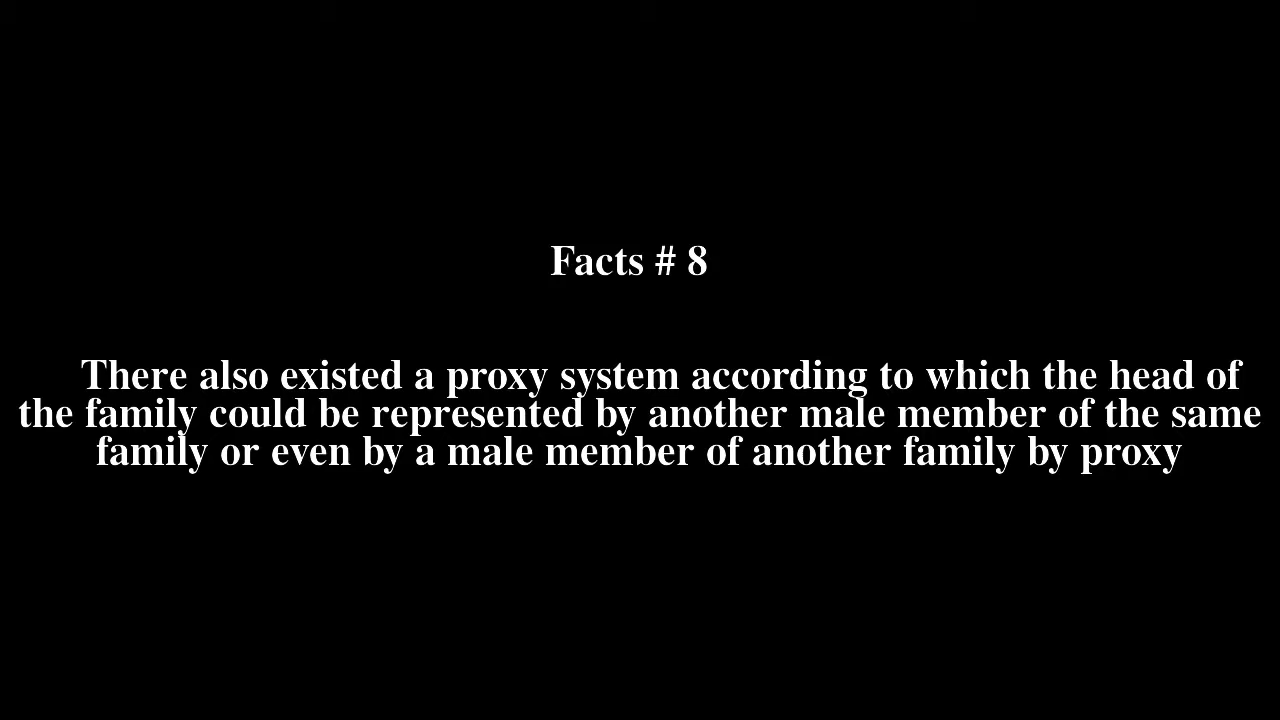 Facts # 8
There also existed a proxy system according to which the head of
the family could be represented by another male member of the same
family or even by a male member of another family by proxy